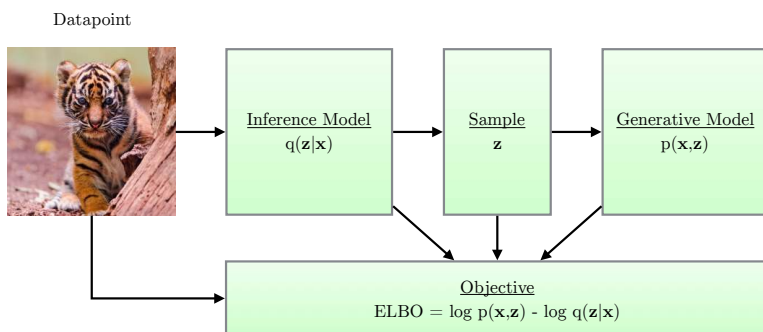 Datapoint
Inference Model
q(z|x)
Sample
z
Generative Model
p(x,z)
Objective
ELBO = log p(x,z) - log q(z|x)